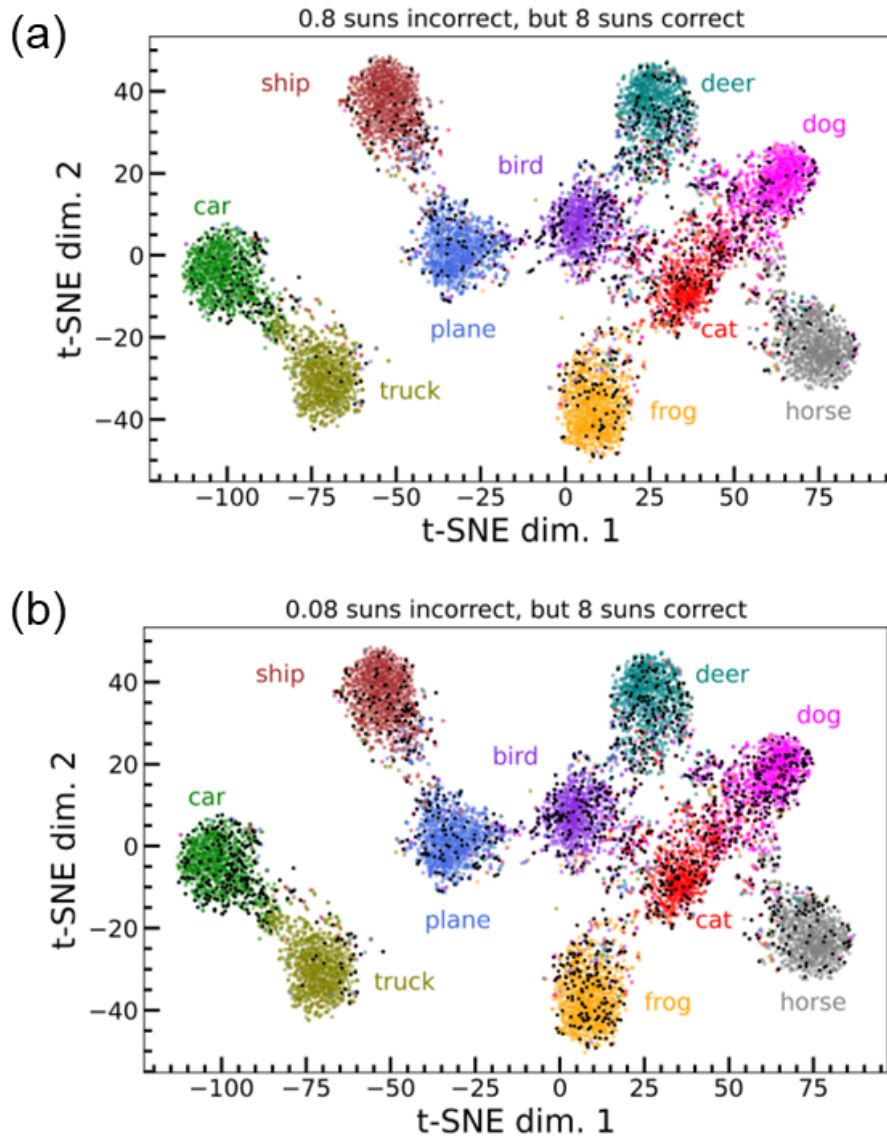 (a)
0.8 suns incorrect, but 8 suns correct
t-SNE dim. 2
40
20
0
−20
−40
ship
deer
dog
bird
car
plane
cat
truck
frog
horse
−100
−75
−50
−25
0
25
50
75
t-SNE dim. 1
(b)
0.08 suns incorrect, but 8 suns correct
t-SNE dim. 2
40
20
0
−20
−40
ship
deer
dog
bird
car
plane
cat
truck
frog
horse
−100
−75
−50
−25
0
25
50
75
t-SNE dim. 1